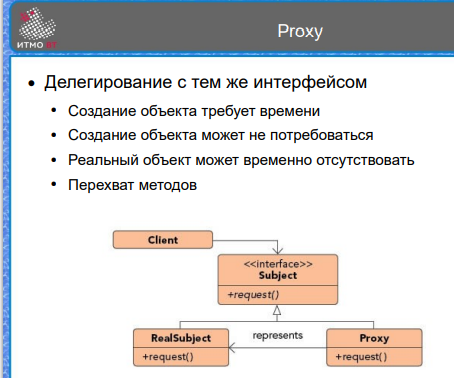 Proxy
ИТМО ВТ
Делегирование с тем же интерфейсом
Создание объекта требует времени
Создание объекта может не потребоваться
Реальный объект может временно отсутствовать
Перехват методов
Client
<<interface>>
Subject
+request()
RealSubject
represents
Proxy
+request()
+request()